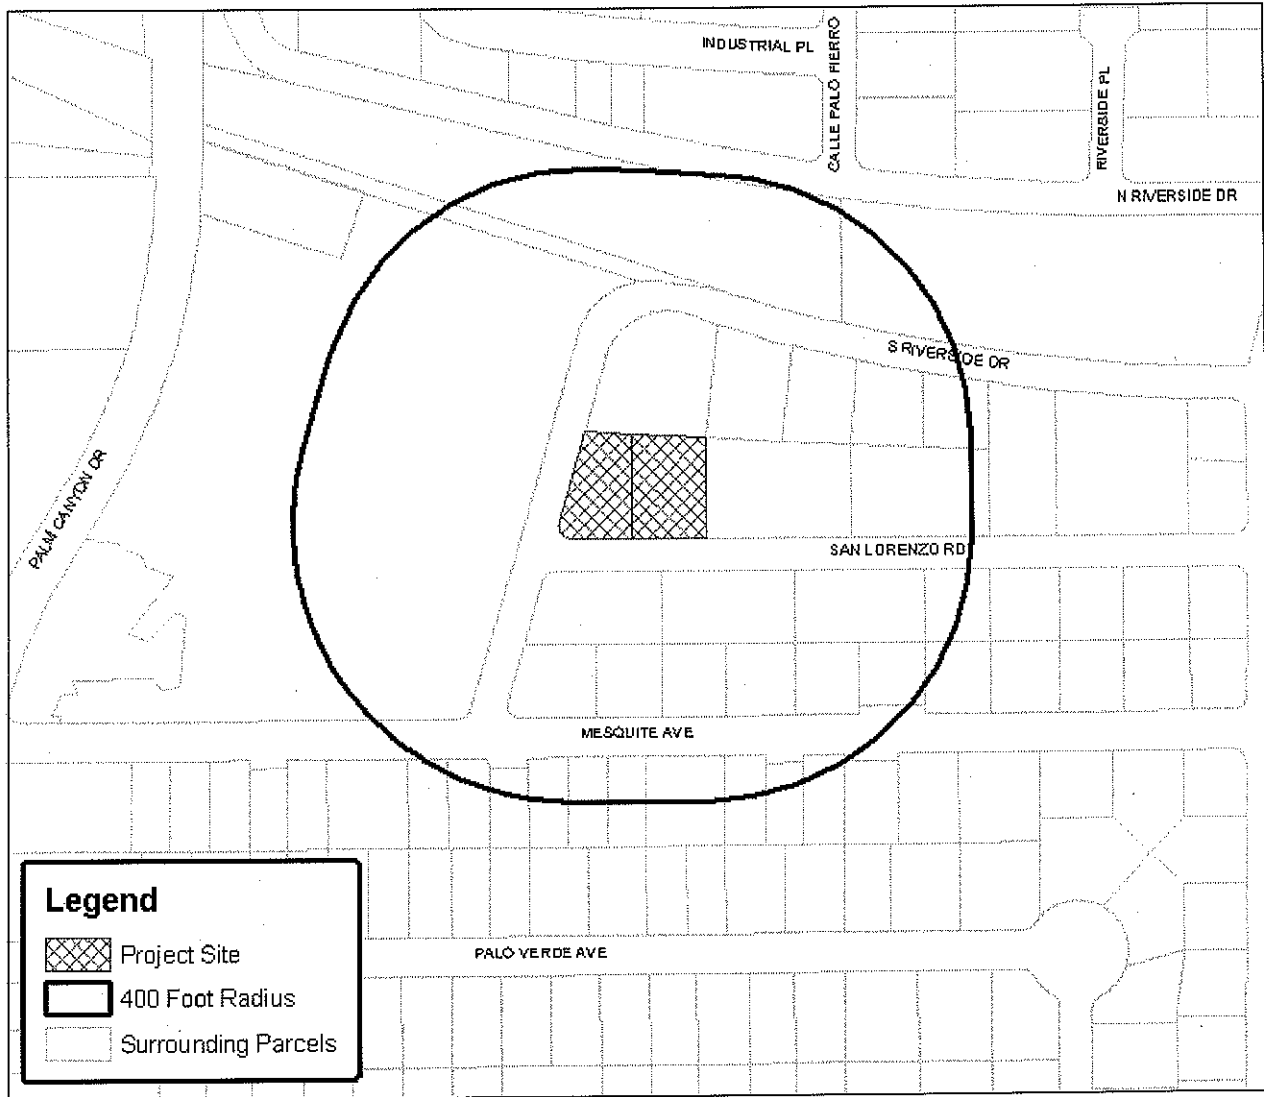 INDUSTRIAL PL
CALLE PALO FIERRO
RIVERSIDE PL
N RIVERSIDE DR
S RIVERSIDE DR
PALM CANYON DR
SAN LORENZO RD
MESQUITE AVE
PALO VERDE AVE
Legend
Project Site
400 Foot Radius
Surrounding Parcels